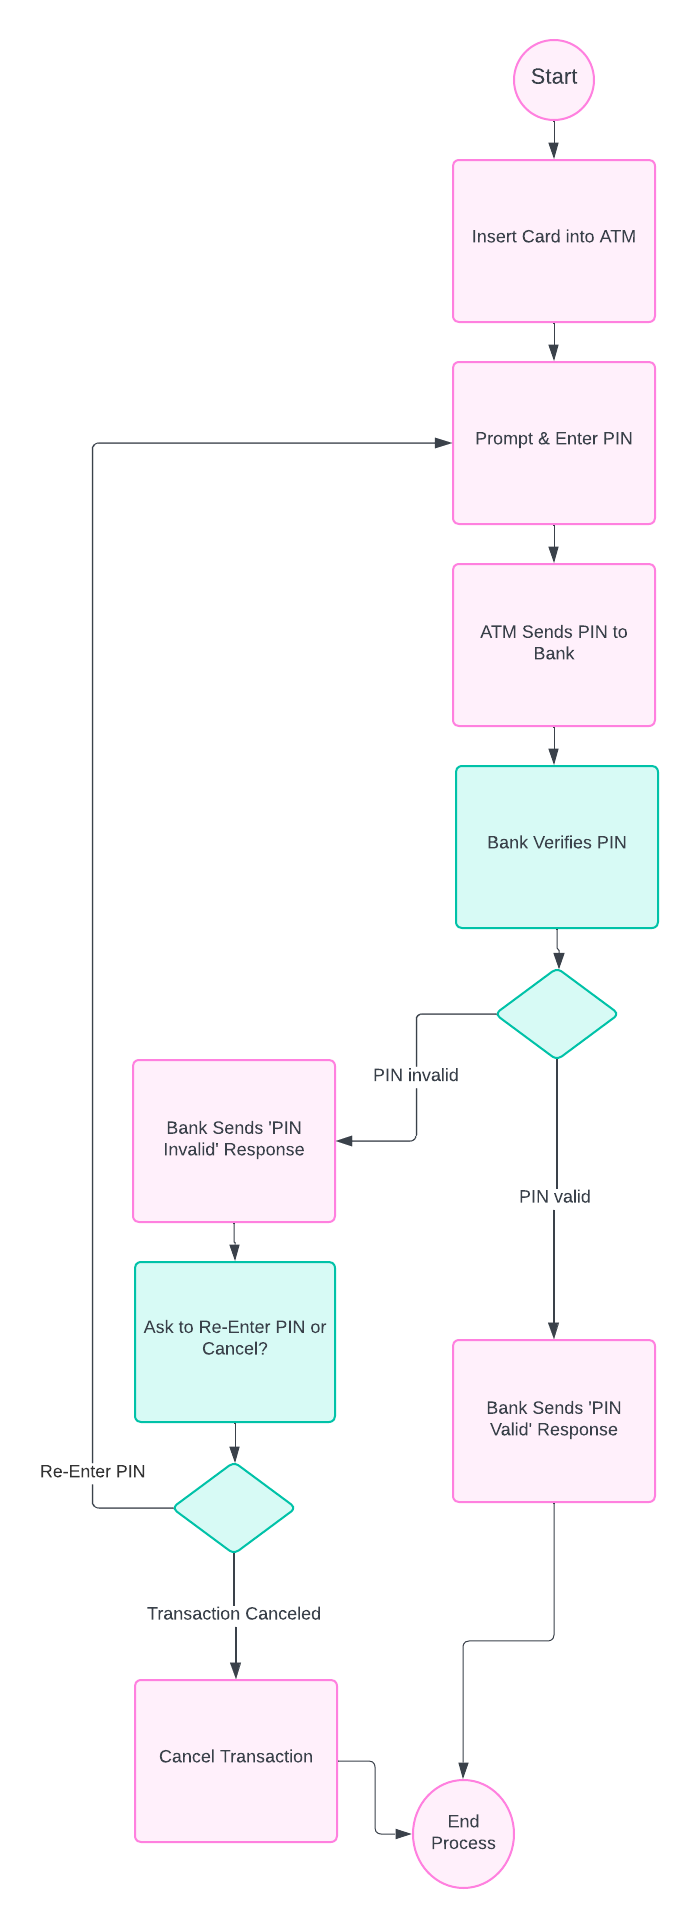 Start
Insert Card into ATM
Prompt & Enter PIN
ATM Sends PIN to
Bank
Bank Verifies PIN
PIN invalid
Bank Sends 'PIN
Invalid' Response
PIN valid
Ask to Re-Enter PIN or
Cancel?
Bank Sends 'PIN
Valid' Response
Re-Enter PIN
Transaction Canceled
Cancel Transaction
End
Process